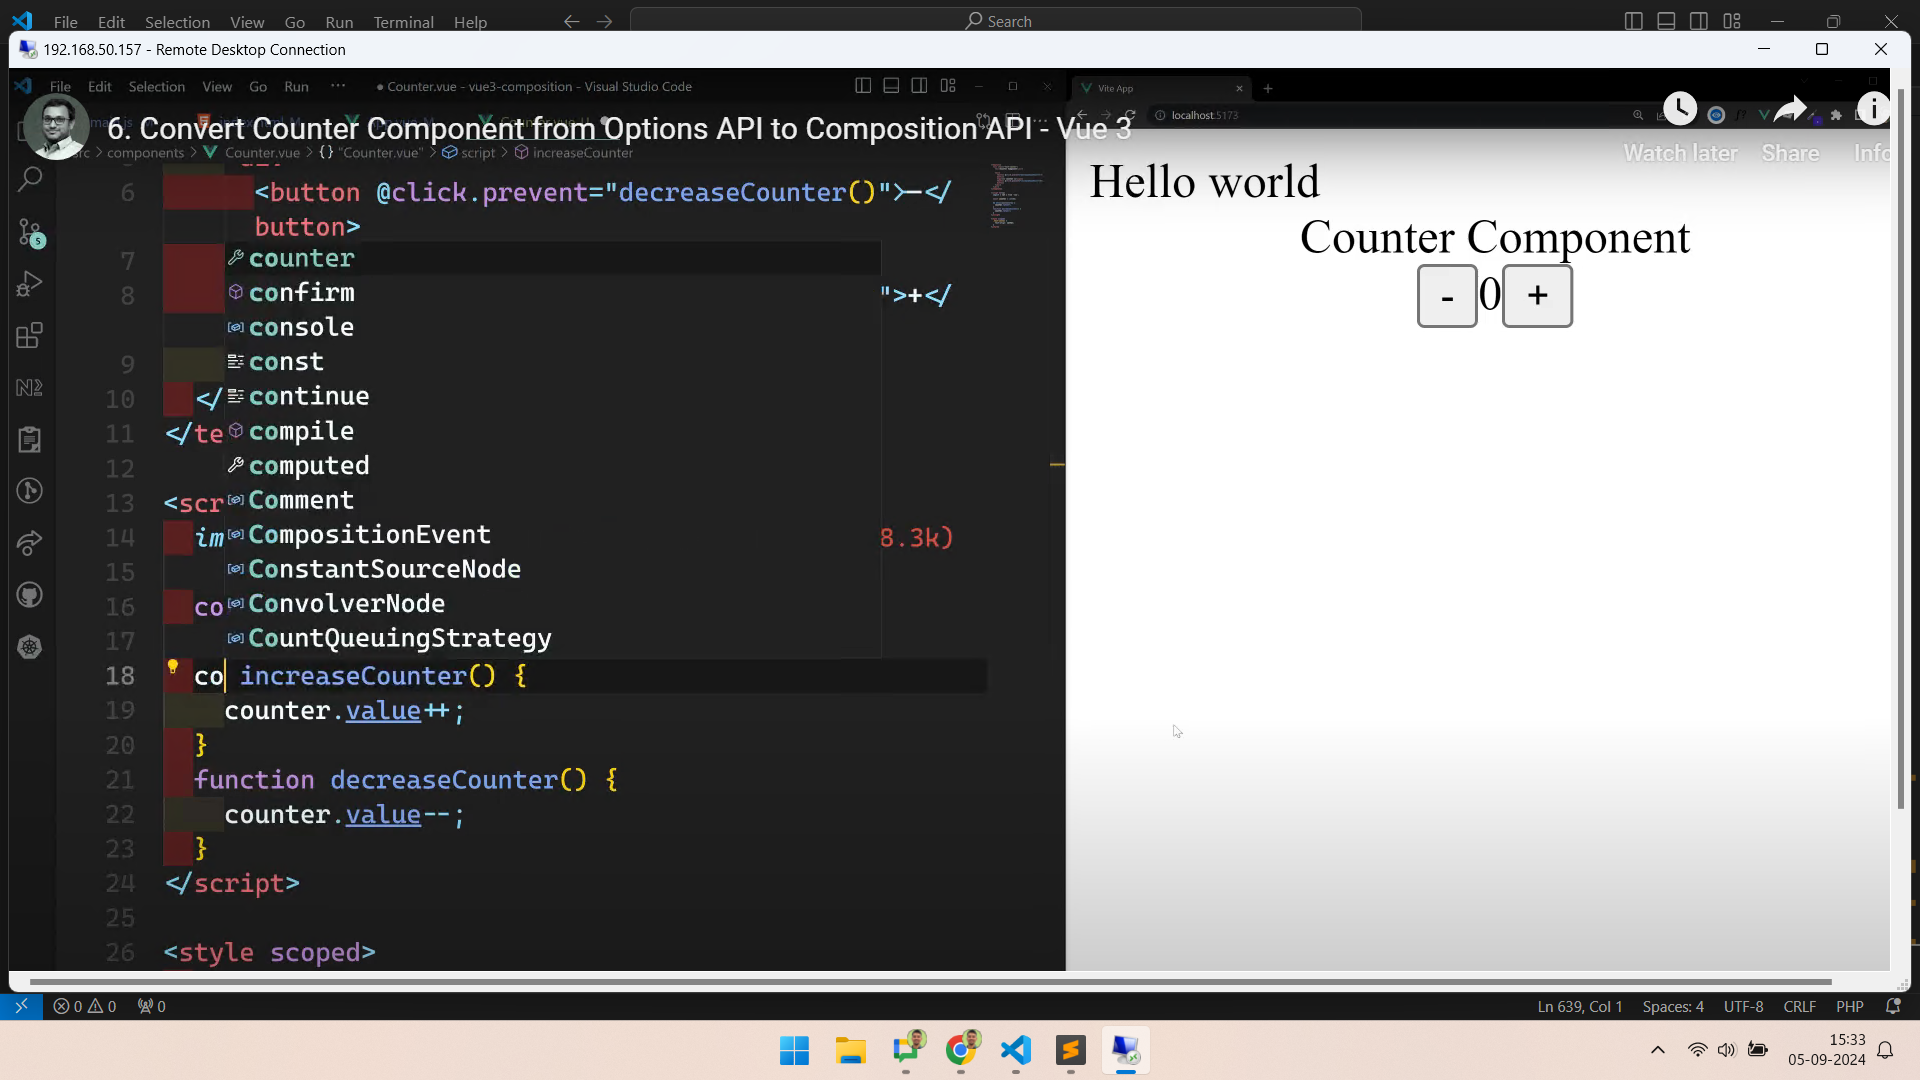 File Edit Selection View Go Run Terminal Help
Search
192.168.50.157 - Remote Desktop Connection
File Edit Selection View Go Run ···
● Counter.vue - vue3-composition - Visual Studio Code
Vite App
localhost:5173
6. Convert Counter Component from Options API to Composition API - Vue 3
Watch later Share Info
src > components > Counter.vue > {} "Counter.vue" > script > increaseCounter
6 <button @click.prevent="decreaseCounter()">-</
button>
7
8 ">+</
9
10 </
11 </te
12
13 <scr
14 im 8.3k)
15
16 co
17
counter
confirm
console
const
continue
compile
computed
Comment
CompositionEvent
ConstantSourceNode
ConvolverNode
CountQueuingStrategy
18 co increaseCounter() {
19 counter.value++;
20 }
21 function decreaseCounter() {
22 counter.value--;
23 }
24 </script>
25
26 <style scoped>
5
Hello world
Counter Component
- 0 +
0 0 0
Ln 639, Col 1 Spaces: 4 UTF-8 CRLF PHP
15:33
05-09-2024